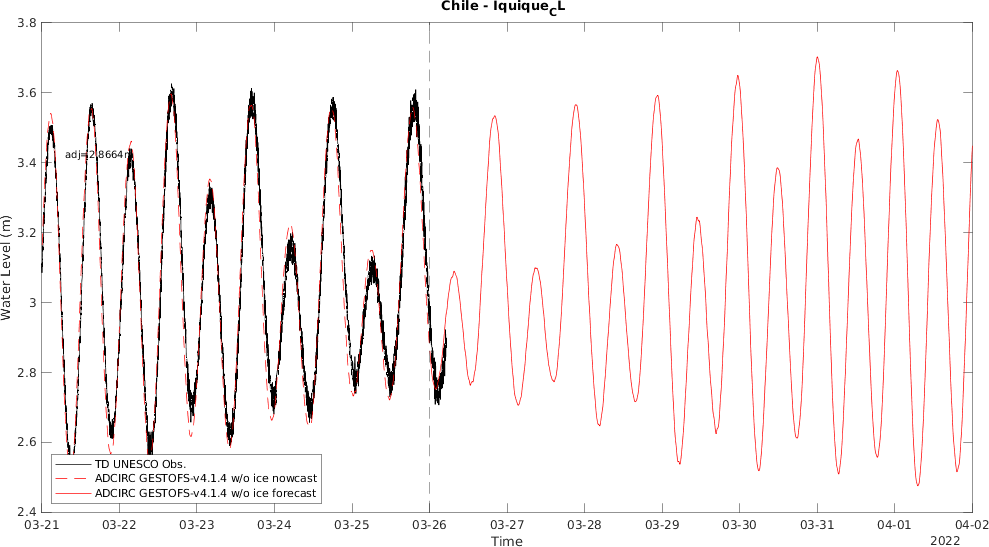 Chile - Iquique_CL
3.8
3.6
3.4
3.2
3
2.8
2.6
2.4
Water Level (m)
adj=2.8664m
TD UNESCO Obs.
ADCIRC GESTOFS-v4.1.4 w/o ice nowcast
ADCIRC GESTOFS-v4.1.4 w/o ice forecast
03-21 03-22 03-23 03-24 03-25 03-26 03-27 03-28 03-29 03-30 03-31 04-01 04-02
Time
2022